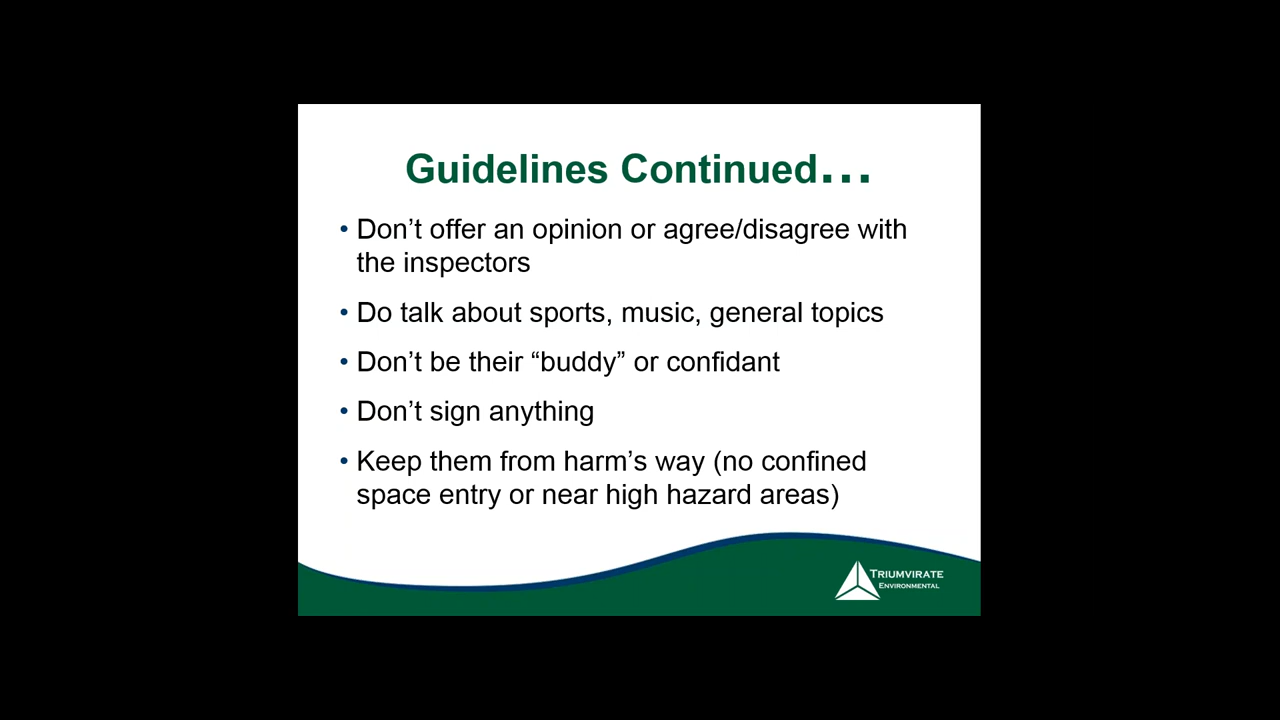 Guidelines Continued...
• Don’t offer an opinion or agree/disagree with
the inspectors
• Do talk about sports, music, general topics
• Don’t be their “buddy” or confidant
• Don’t sign anything
• Keep them from harm’s way (no confined
space entry or near high hazard areas)
TRIUMVIRATE
ENVIRONMENTAL